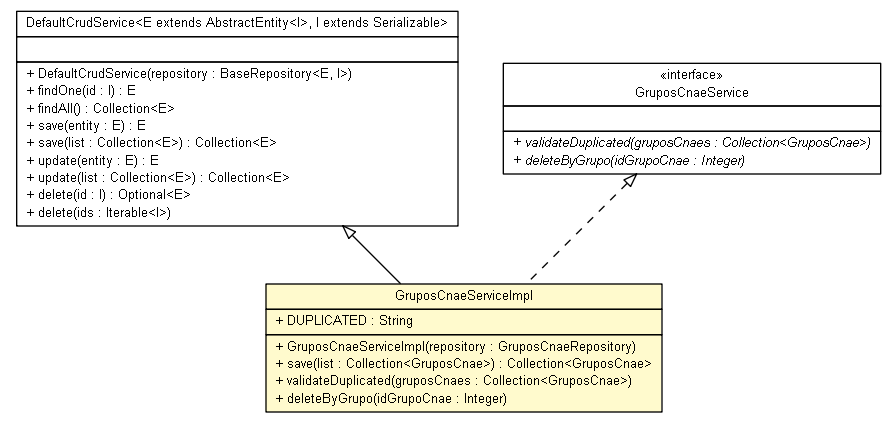 DefaultCrudService<E extends AbstractEntity<I>, I extends Serializable>
+ DefaultCrudService(repository : BaseRepository<E, I>)
+ findOne(id : I) : E
+ findAll() : Collection<E>
+ save(entity : E) : E
+ save(list : Collection<E>) : Collection<E>
+ update(entity : E) : E
+ update(list : Collection<E>) : Collection<E>
+ delete(id : I) : Optional<E>
+ delete(ids : Iterable<I>)
«interface»
GruposCnaeService
+ validateDuplicated(gruposCnaes : Collection<GruposCnae>)
+ deleteByGrupo(idGrupoCnae : Integer)
GruposCnaeServiceImpl
+ DUPLICATED : String
+ GruposCnaeServiceImpl(repository : GruposCnaeRepository)
+ save(list : Collection<GruposCnae>) : Collection<GruposCnae>
+ validateDuplicated(gruposCnaes : Collection<GruposCnae>)
+ deleteByGrupo(idGrupoCnae : Integer)